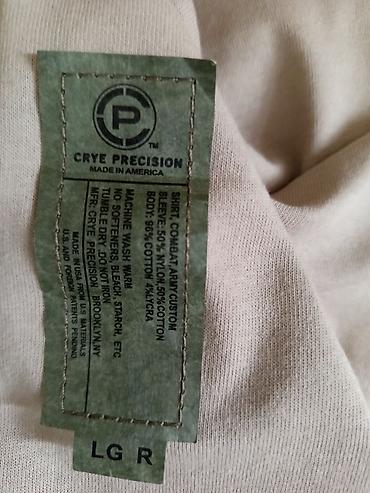 P
TM
CRYE PRECISION
MADE IN AMERICA
SHIRT, COMBAT, ARMY CUSTOM
SLEEVE: 50% NYLON, 50% COTTON
BODY: 96% COTTON 4% LYCRA
MACHINE WASH WARM
NO SOFTENERS, BLEACH, STARCH, ETC
TUMBLE DRY .DO NOT IRON
MFR: CRYE PRECISION BROOKLYN, NY
MADE IN USA FROM U.S MATERIALS
U.S. AND FOREIGN PATENTS PENDING.
LG R